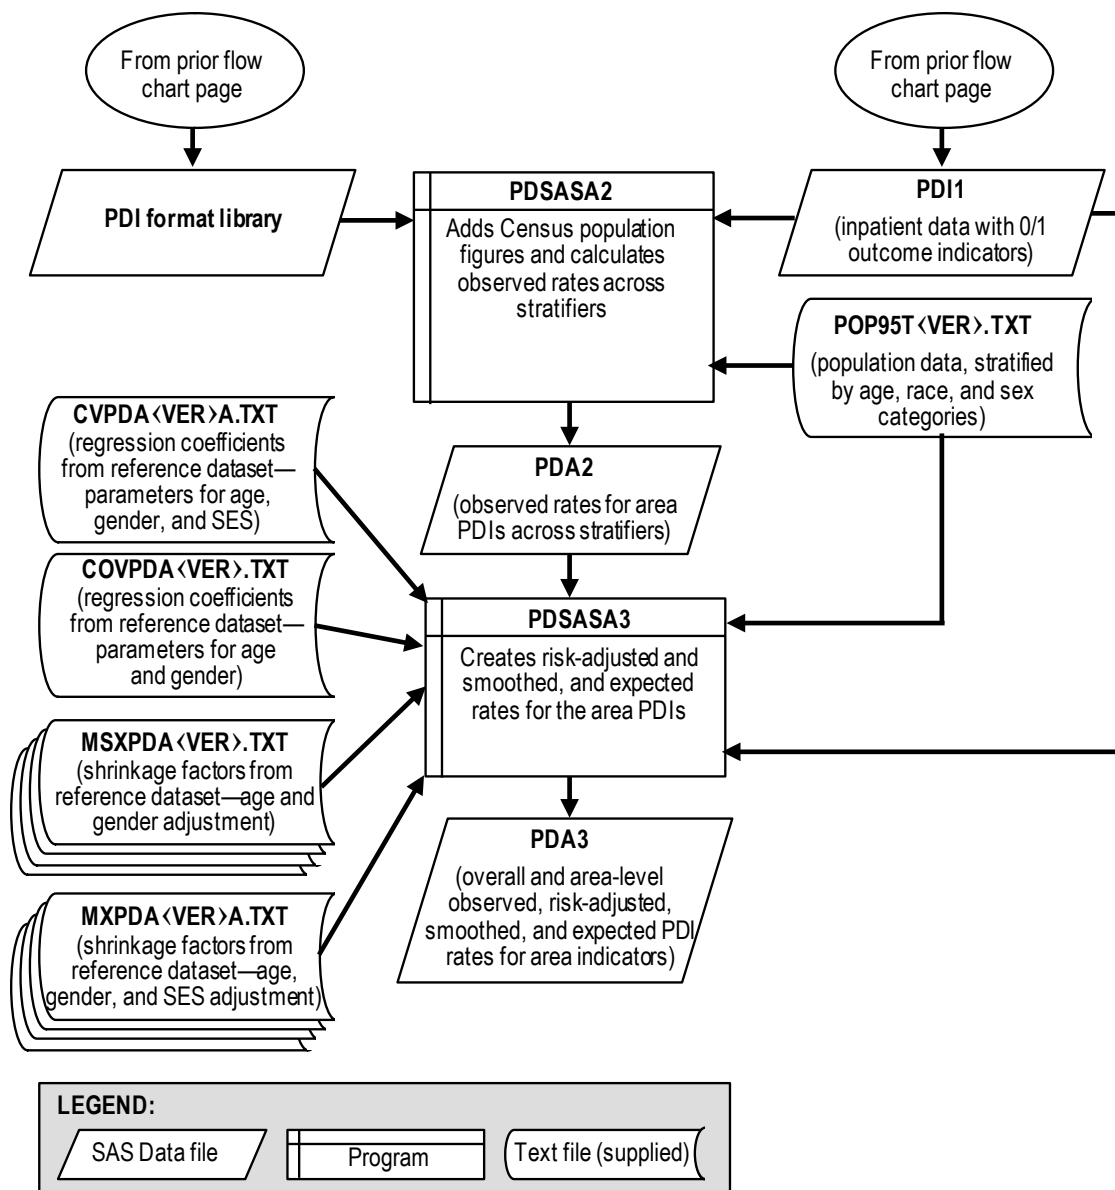 From prior flow
chart page
From prior flow
chart page
PDI format library
PDSASA2
Adds Census population
figures and calculates
observed rates across
stratifiers
PDI1
(inpatient data with 0/1
outcome indicators)
POP95T<VER>.TXT
(population data, stratified
by age, race, and sex
categories)
CVPDA<VER>A.TXT
(regression coefficients
from reference dataset—
parameters for age,
gender, and SES)
PDA2
(observed rates for area
PDIs across stratifiers)
COVPDA<VER>.TXT
(regression coefficients
from reference dataset—
parameters for age
and gender)
PDSASA3
Creates risk-adjusted and
smoothed, and expected
rates for the area PDIs
MSXPDA<VER>.TXT
(shrinkage factors from
reference dataset—age and
gender adjustment)
PDA3
(overall and area-level
observed, risk-adjusted,
smoothed, and expected PDI
rates for area indicators)
MXPDA<VER>A.TXT
(shrinkage factors from
reference dataset—age,
gender, and SES adjustment)
LEGEND:
SAS Data file
Program
Text file (supplied)